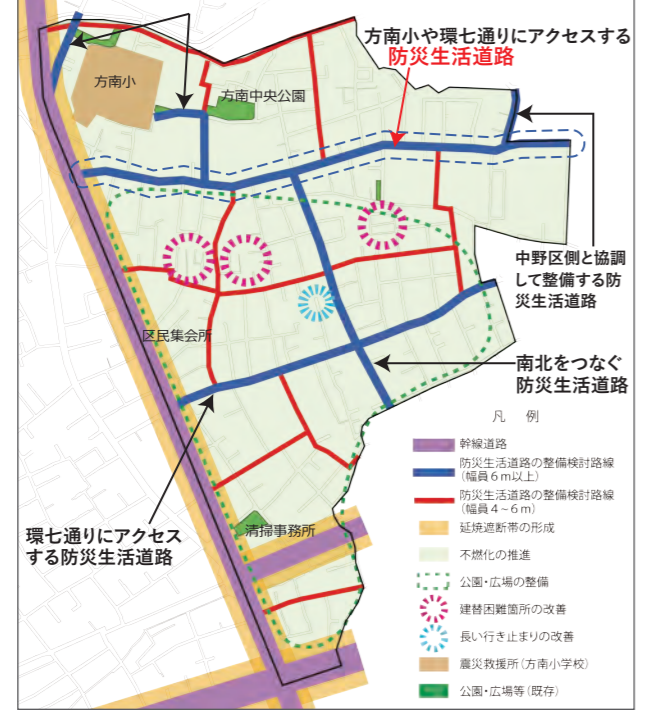 方南小や環七通りにアクセスする
防災生活道路
方南小
方南中央公園
中野区側と協調
して整備する防
災生活道路
区民集会所
南北をつなぐ
防災生活道路
環七通りにアクセス
する防災生活道路
清掃事務所
凡 例
幹線道路
防災生活道路の整備検討路線
(幅員6m以上)
防災生活道路の整備検討路線
(幅員4~6m)
延焼遮断帯の形成
不燃化の推進
公園・広場の整備
建替困難箇所の改善
長い行き止まりの改善
震災救援所(方南小学校)
公園・広場等(既存)